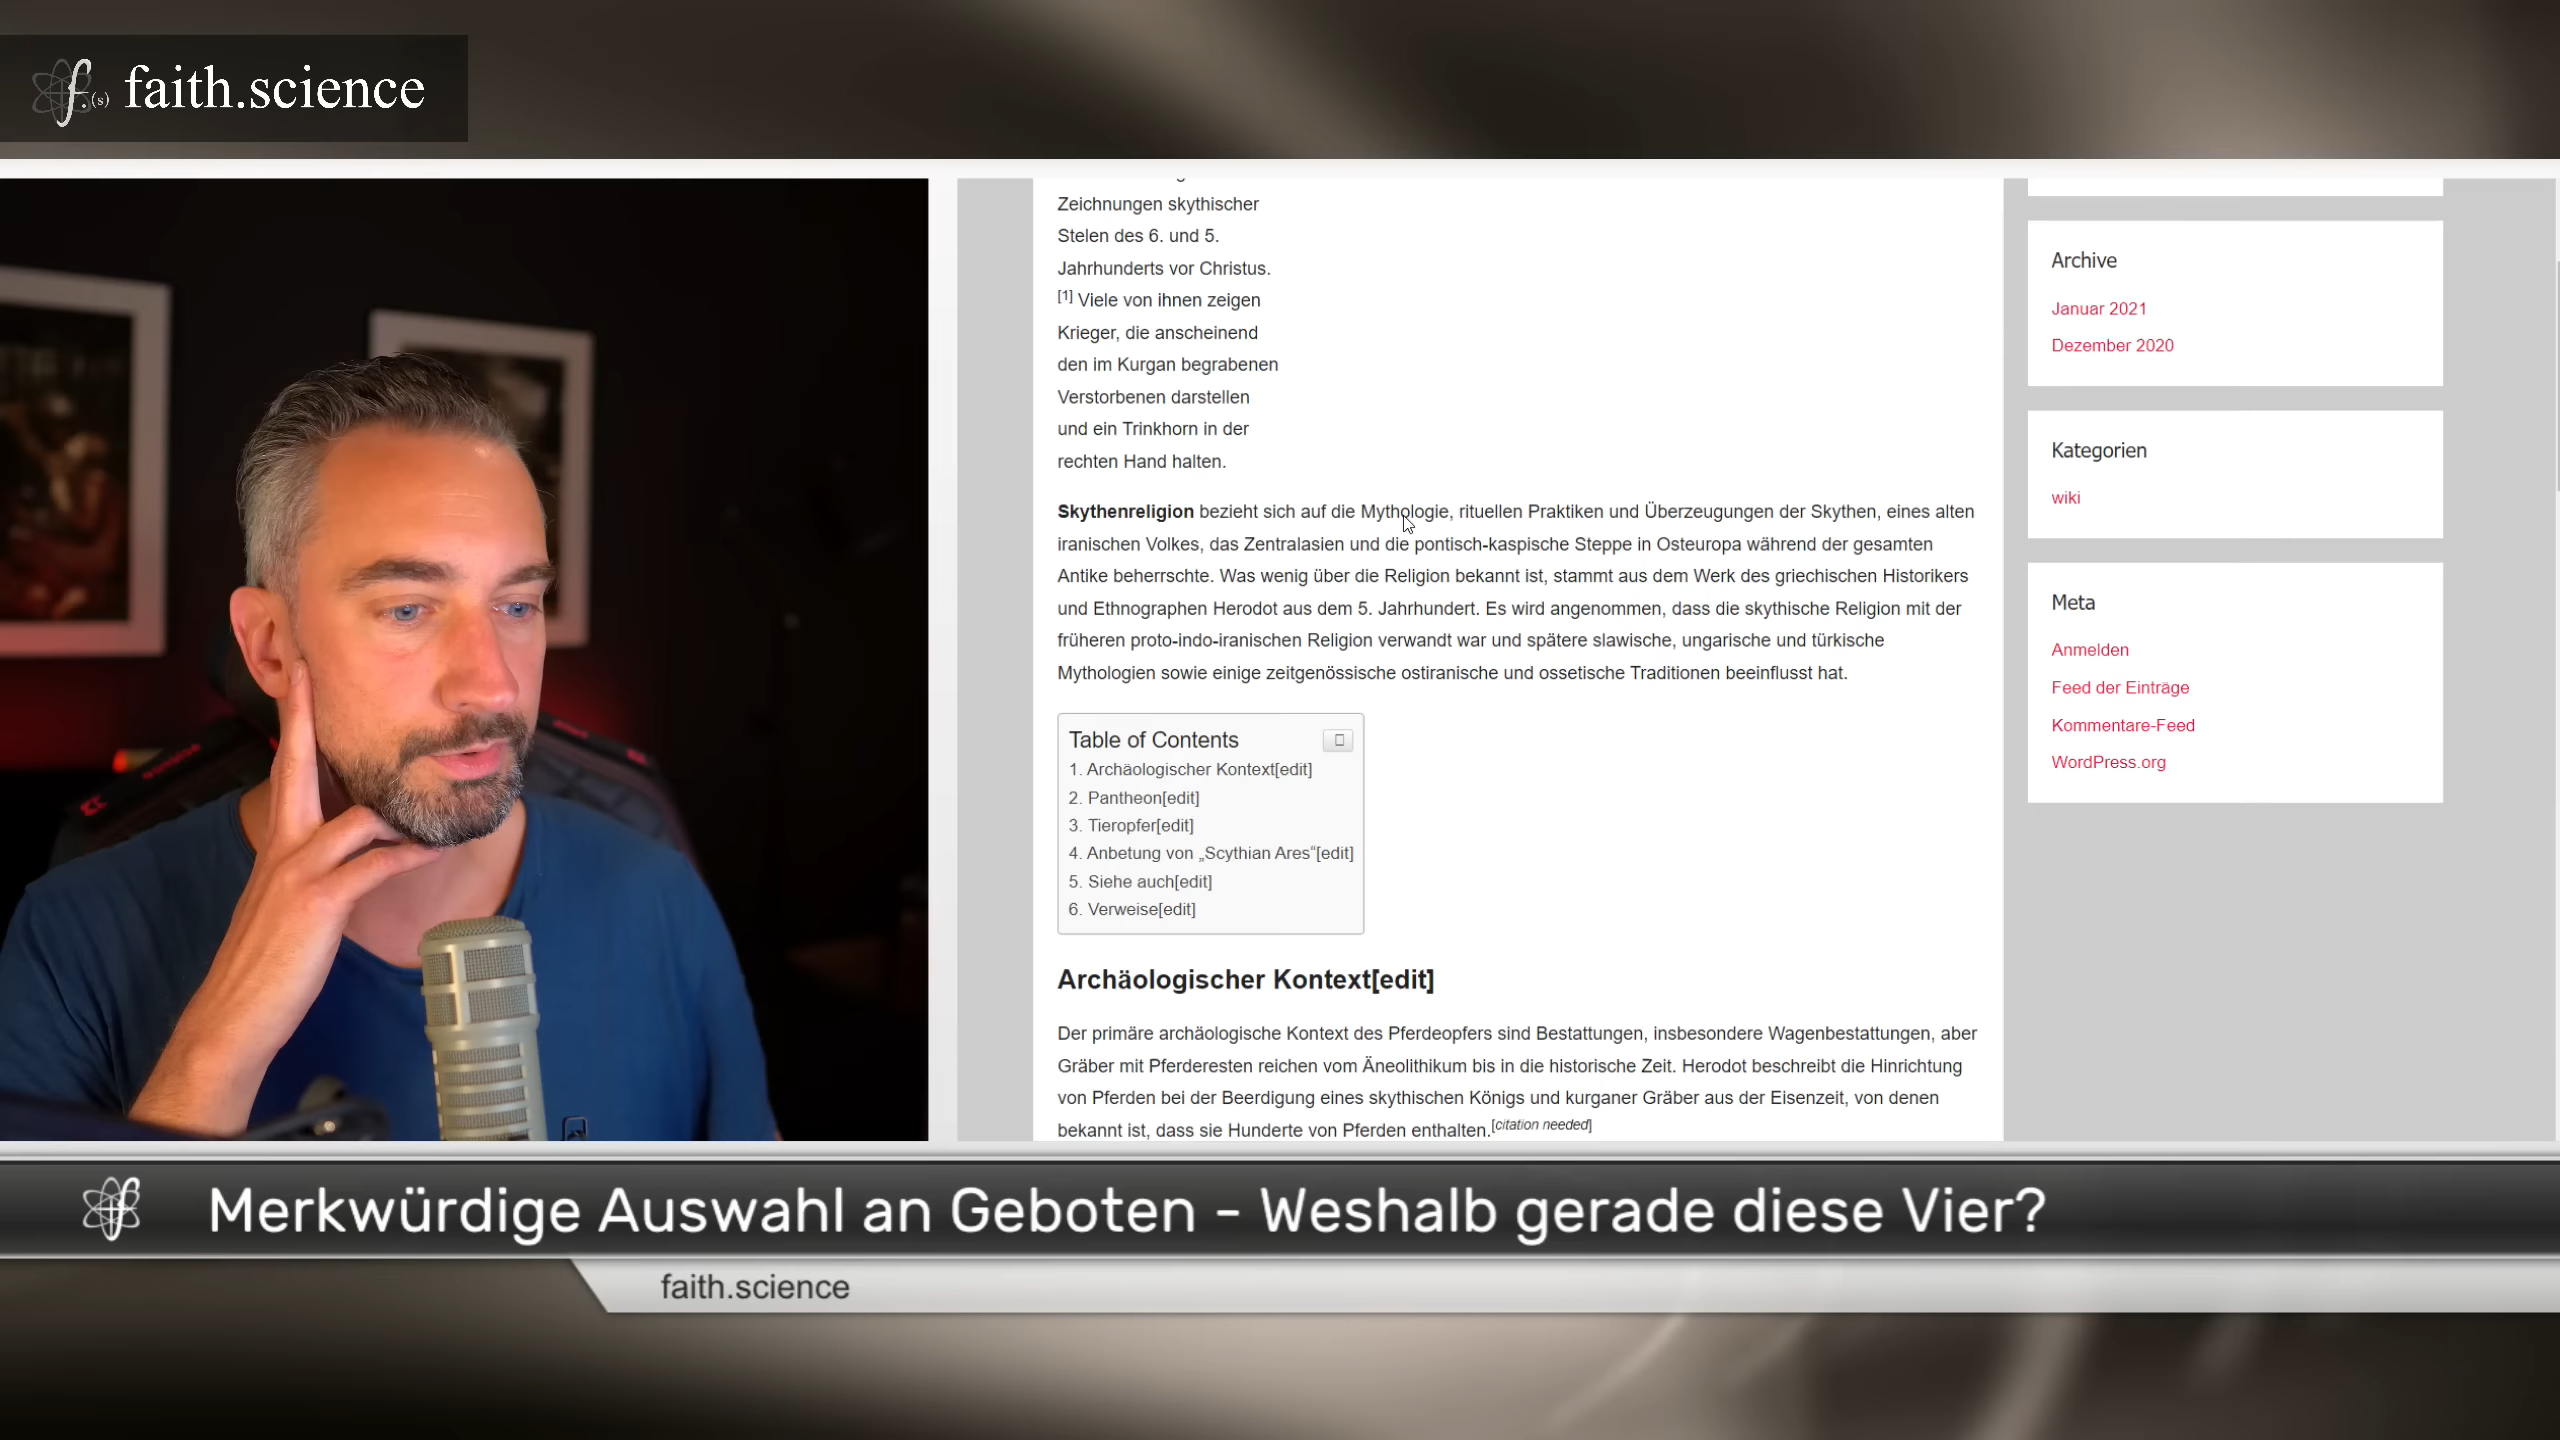 f.(s) faith.science
Zeichnungen skythischer
Stelen des 6. und 5.
Jahrhunderts vor Christus.
[1] Viele von ihnen zeigen
Krieger, die anscheinend
den im Kurgan begrabenen
Verstorbenen darstellen
und ein Trinkhorn in der
rechten Hand halten.
Skythenreligion bezieht sich auf die Mythologie, rituellen Praktiken und Überzeugungen der Skythen, eines alten
iranischen Volkes, das Zentralasien und die pontisch-kaspische Steppe in Osteuropa während der gesamten
Antike beherrschte. Was wenig über die Religion bekannt ist, stammt aus dem Werk des griechischen Historikers
und Ethnographen Herodot aus dem 5. Jahrhundert. Es wird angenommen, dass die skythische Religion mit der
früheren proto-indo-iranischen Religion verwandt war und spätere slawische, ungarische und türkische
Mythologien sowie einige zeitgenössische ostiranische und ossetische Traditionen beeinflusst hat.
Table of Contents
1. Archäologischer Kontext[edit]
2. Pantheon[edit]
3. Tieropfer[edit]
4. Anbetung von „Scythian Ares“[edit]
5. Siehe auch[edit]
6. Verweise[edit]
Archäologischer Kontext[edit]
Der primäre archäologische Kontext des Pferdeopfers sind Bestattungen, insbesondere Wagenbestattungen, aber
Gräber mit Pferderesten reichen vom Äneolithikum bis in die historische Zeit. Herodot beschreibt die Hinrichtung
von Pferden bei der Beerdigung eines skythischen Königs und kurganer Gräber aus der Eisenzeit, von denen
bekannt ist, dass sie Hunderte von Pferden enthalten.[citation needed]
Archive
Januar 2021
Dezember 2020
Kategorien
wiki
Meta
Anmelden
Feed der Einträge
Kommentare-Feed
WordPress.org
Merkwürdige Auswahl an Geboten - Weshalb gerade diese Vier?
faith.science